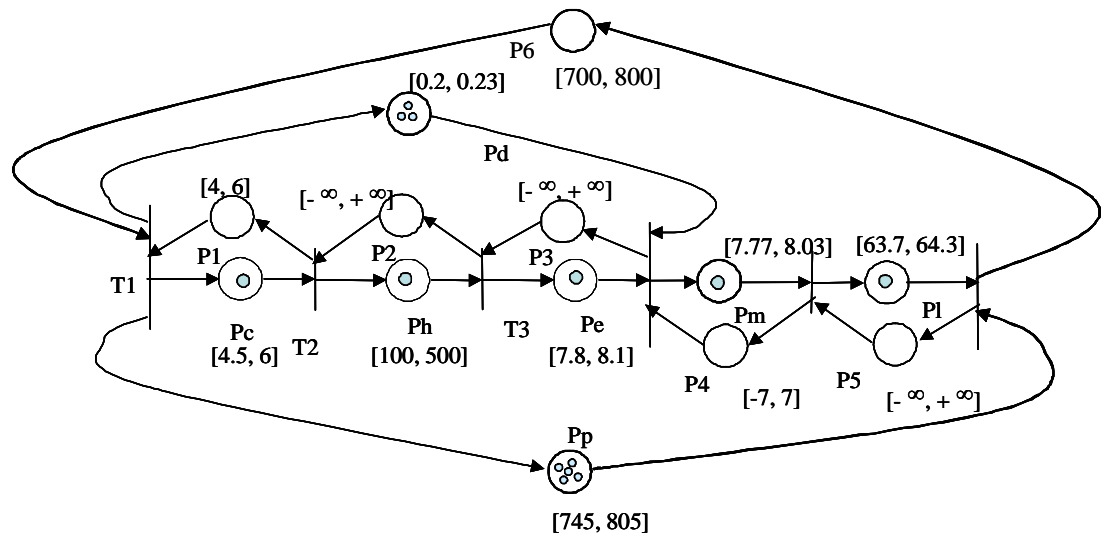 P6
[700, 800]
[0.2, 0.23]
Pd
[4, 6]
[- ∞, + ∞]
[- ∞, + ∞]
P1
P2
P3
[7.77, 8.03]
[63.7, 64.3]
T1
Pc
[4.5, 6]
T2
Ph
[100, 500]
T3
Pe
[7.8, 8.1]
Pm
Pl
P4
[-7, 7]
P5
[- ∞, + ∞]
Pp
[745, 805]